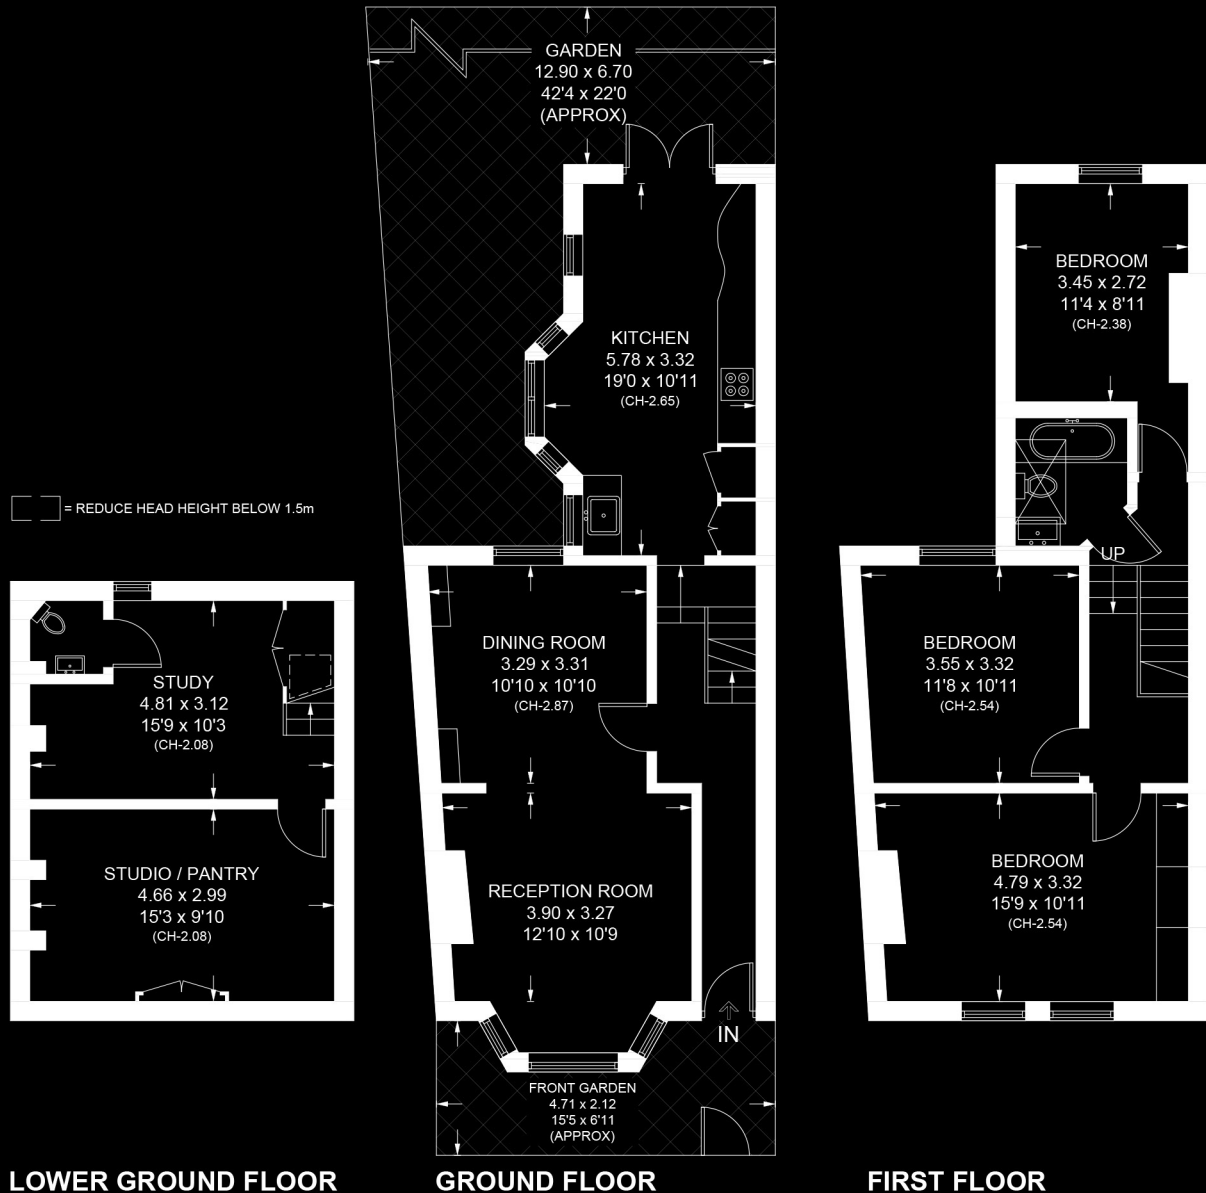 GARDEN
12.90 x 6.70
42'4 x 22'0
(APPROX)
KITCHEN
5.78 x 3.32
19'0 x 10'11
(CH-2.65)
BEDROOM
3.45 x 2.72
11'4 x 8'11
(CH-2.38)
= REDUCE HEAD HEIGHT BELOW 1.5m
UP
STUDY
4.81 x 3.12
15'9 x 10'3
(CH-2.08)
DINING ROOM
3.29 x 3.31
10'10 x 10'10
(CH-2.87)
BEDROOM
3.55 x 3.32
11'8 x 10'11
(CH-2.54)
STUDIO / PANTRY
4.66 x 2.99
15'3 x 9'10
(CH-2.08)
RECEPTION ROOM
3.90 x 3.27
12'10 x 10'9
BEDROOM
4.79 x 3.32
15'9 x 10'11
(CH-2.54)
IN
FRONT GARDEN
4.71 x 2.12
15'5 x 6'11
(APPROX)
LOWER GROUND FLOOR
GROUND FLOOR
FIRST FLOOR